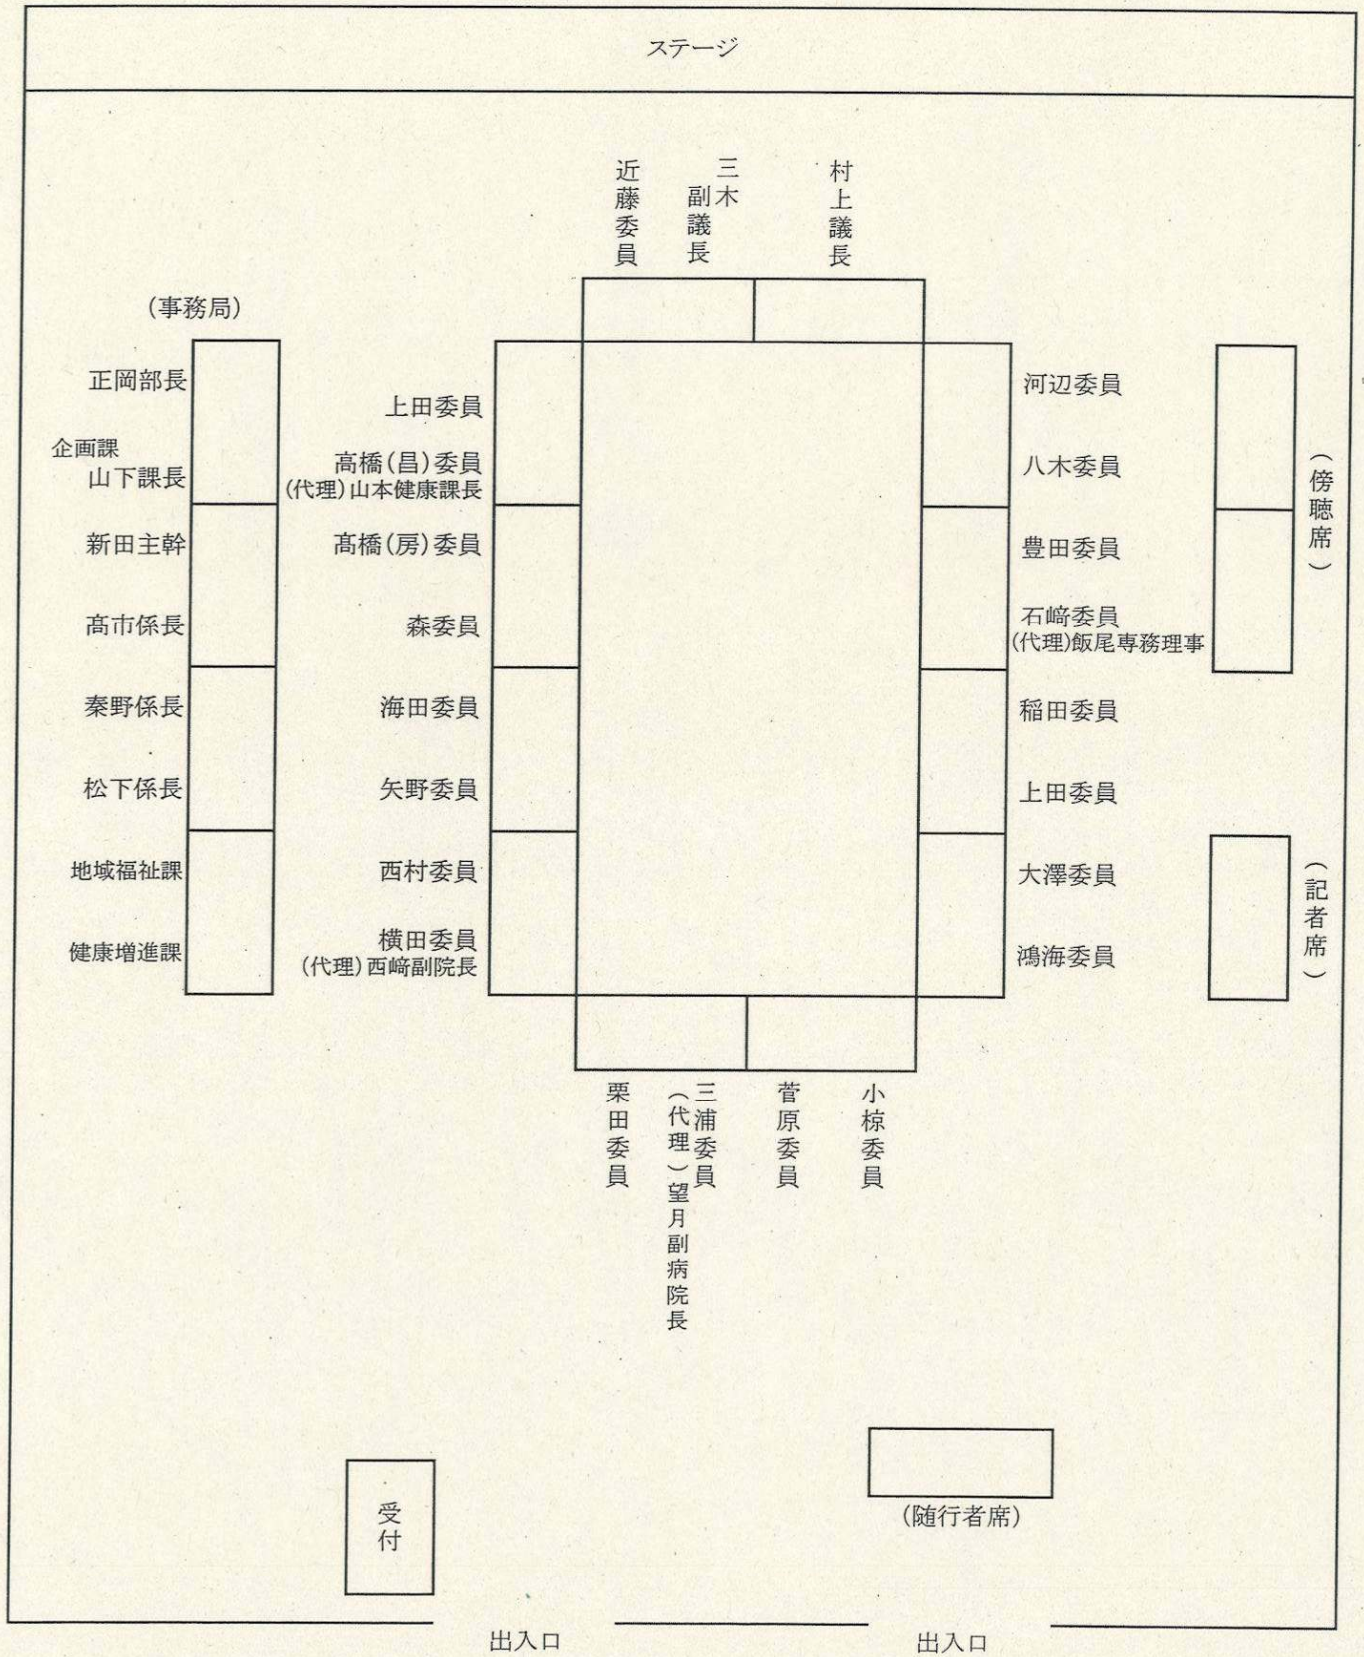 ステージ
近藤委員
三木
副議長
村上議長
(事務局)
正岡部長
企画課
山下課長
新田主幹
髙市係長
秦野係長
松下係長
地域福祉課
健康増進課
上田委員
高橋(昌)委員
(代理)山本健康課長
髙橋(房)委員
森委員
海田委員
矢野委員
西村委員
横田委員
(代理)西﨑副院長
河辺委員
八木委員
豊田委員
石﨑委員
(代理)飯尾専務理事
稲田委員
上田委員
大澤委員
鴻海委員
(傍聴席)
(記者席)
栗田委員
三浦委員
(代理)望月副病院長
菅原委員
小椋委員
受付
(随行者席)
出入口
出入口